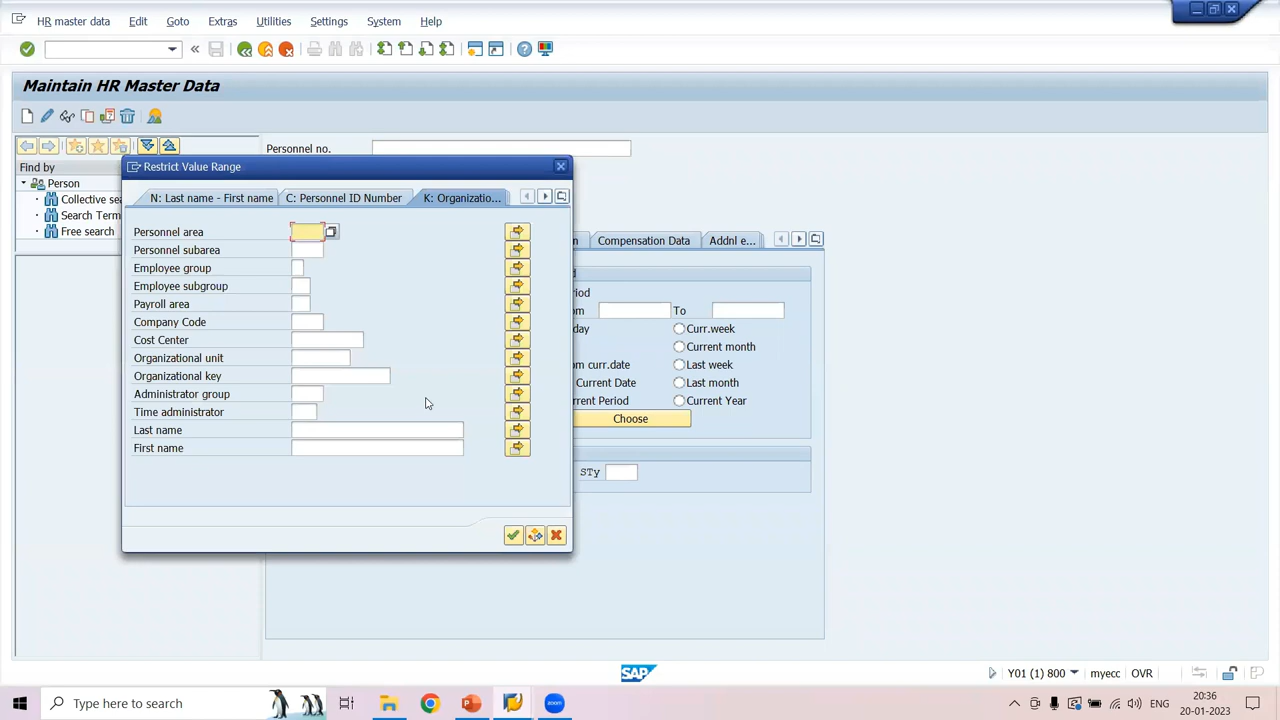 HR master data Edit Goto Extras Utilities Settings System Help
Maintain HR Master Data
Find by
Person
Collective sea
Search Term
Free search
Personnel no.
Restrict Value Range
N: Last name - First name C: Personnel ID Number K: Organizatio...
Personnel area
Personnel subarea
Employee group
Employee subgroup
Payroll area
Company Code
Cost Center
Organizational unit
Organizational key
Administrator group
Time administrator
Last name
First name
n Compensation Data Addnl e...
d
riod
om To
day Curr.week
Current month
om curr.date Last week
Current Date Last month
rrent Period Current Year
Choose
STy
SAP
Y01 (1) 800 myecc OVR
Type here to search
ENG
20:36
20-01-2023